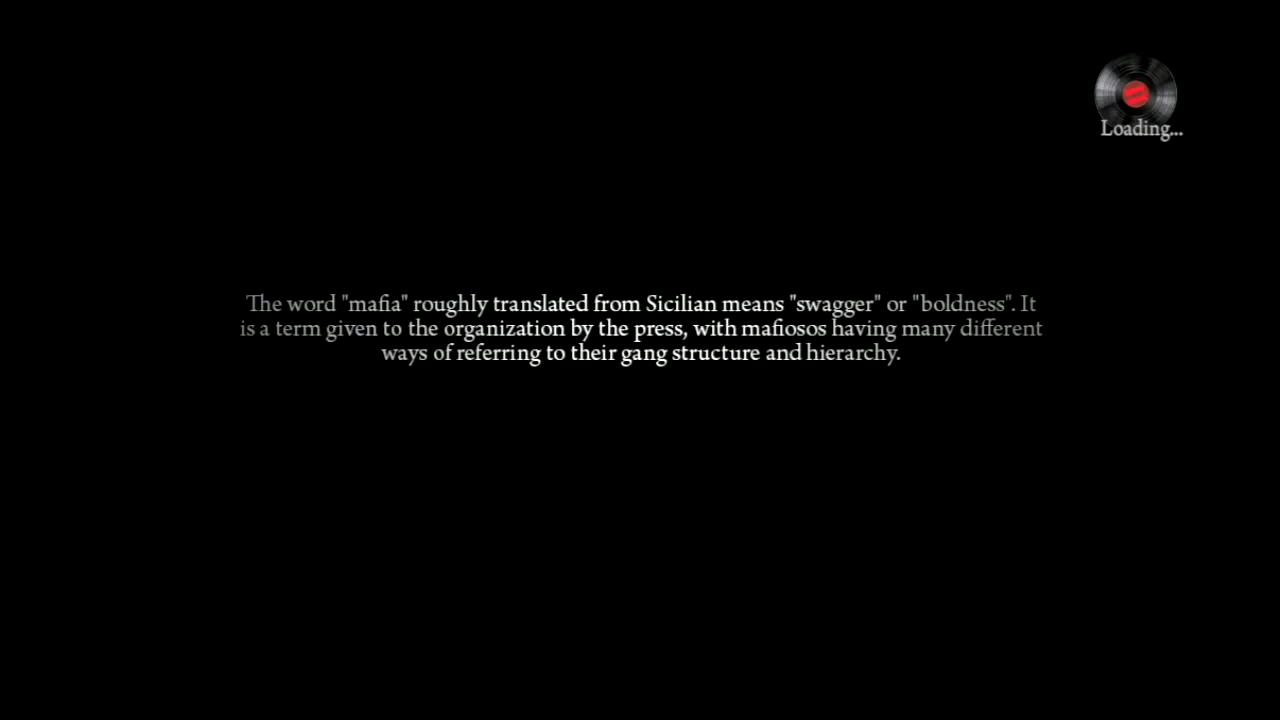 Loading...
The word "mafia" roughly translated from Sicilian means "swagger" or "boldness". It
is a term given to the organization by the press, with mafiosos having many different
ways of referring to their gang structure and hierarchy.